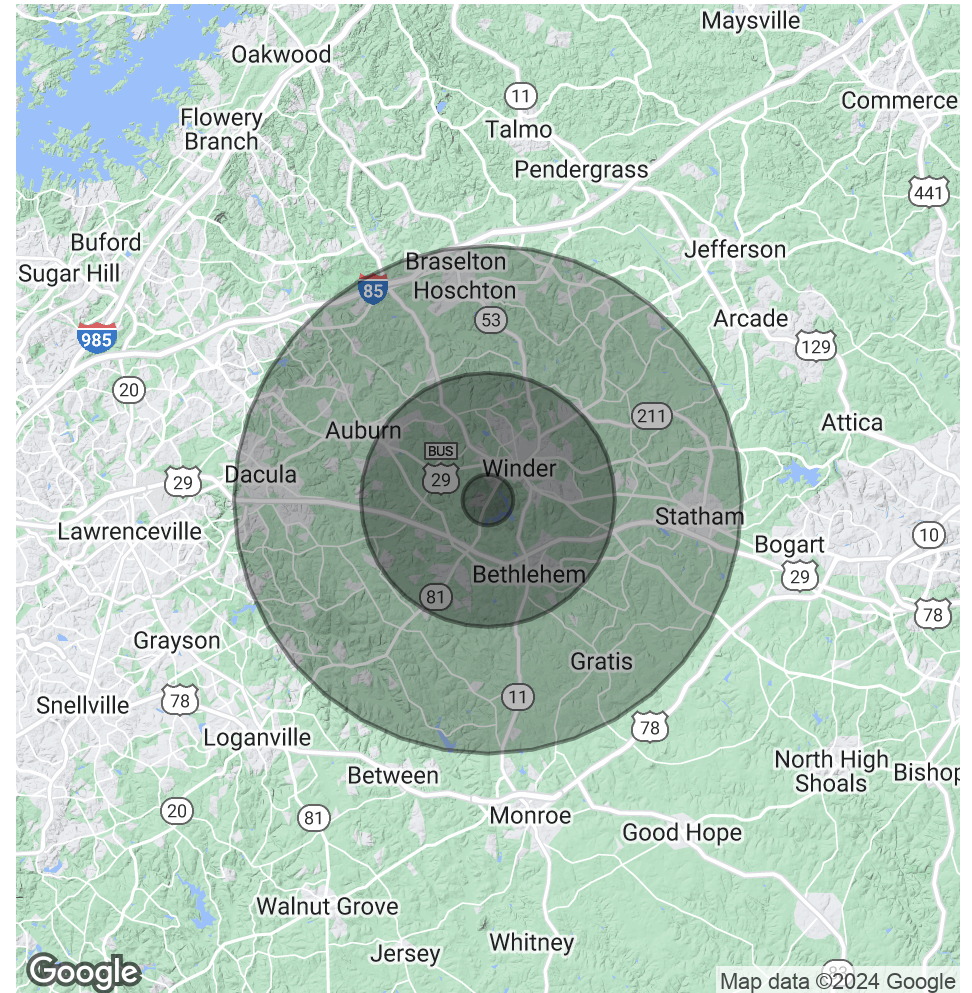 Maysville
Oakwood
11
Commerce
Flowery
Branch
Talmo
Pendergrass
441
Buford
Jefferson
Sugar Hill
Braselton
85
Hoschton
53
Arcade
985
129
20
211
Attica
Auburn
BUS
29
Winder
Dacula
29
Statham
Lawrenceville
10
Bogart
29
Bethlehem
81
78
Grayson
Gratis
78
11
Snellville
78
Loganville
North High
Shoals
Bishop
Between
20
81
Monroe
Good Hope
Walnut Grove
Whitney
Jersey
Google
83
Map data ©2024 Google